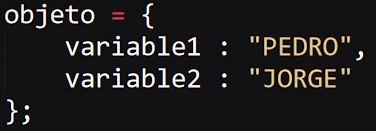 objeto = {
    variable1 : "PEDRO",
    variable2 : "JORGE"
};